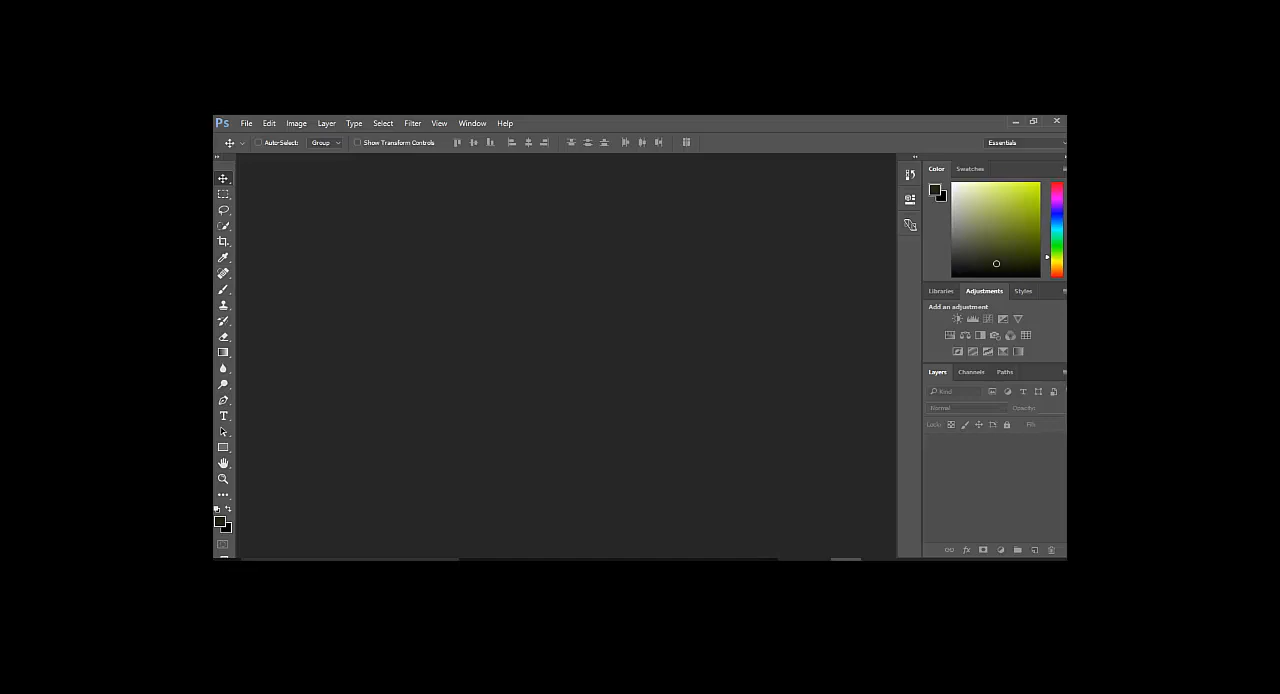 Ps File Edit Image Layer Type Select Filter View Window Help
Auto-Select: Group Show Transform Controls Essentials
Color Swatches
Libraries Adjustments Styles
Add an adjustment
Layers Channels Paths
Kind
Normal Opacity:
Lock: Fill: